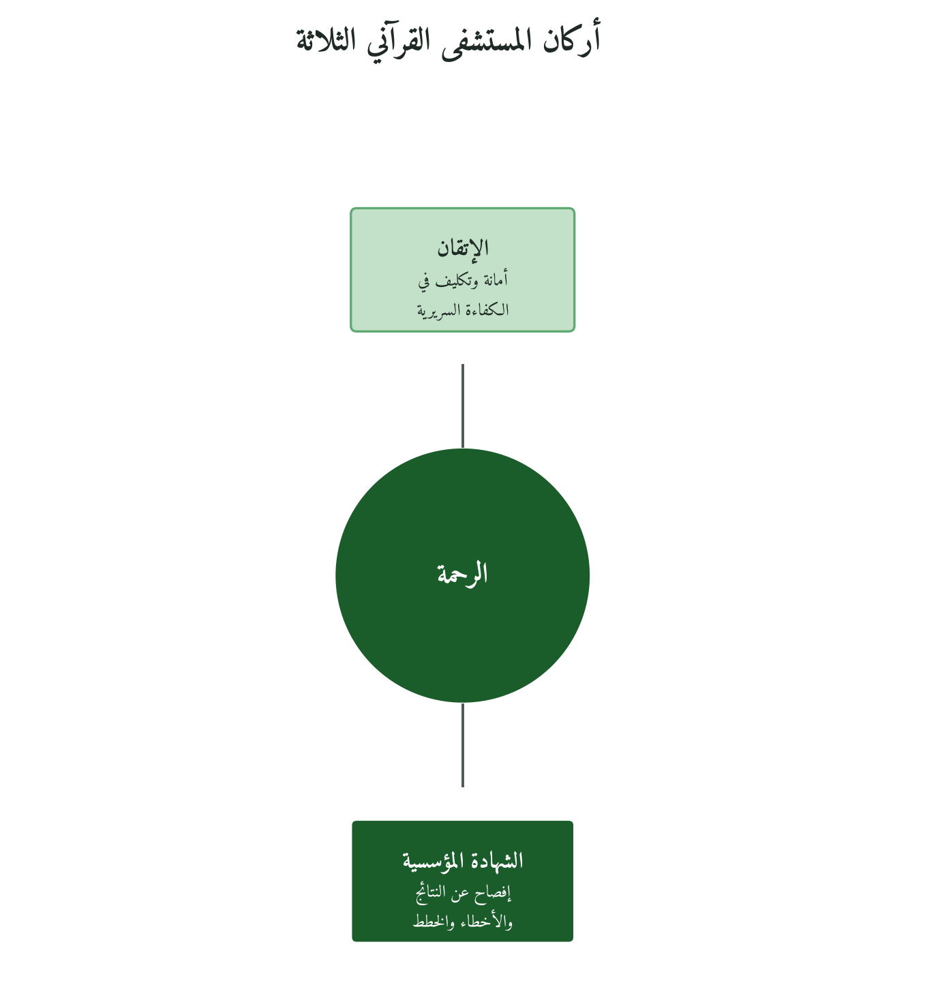 أركان المستشفى القرآني الثلاثة
الإتقان
أمانة وتكليف في
الكفاءة السريرية
الرحمة
الشهادة المؤسسية
إفصاح عن النتائج
والأخطاء والخطط